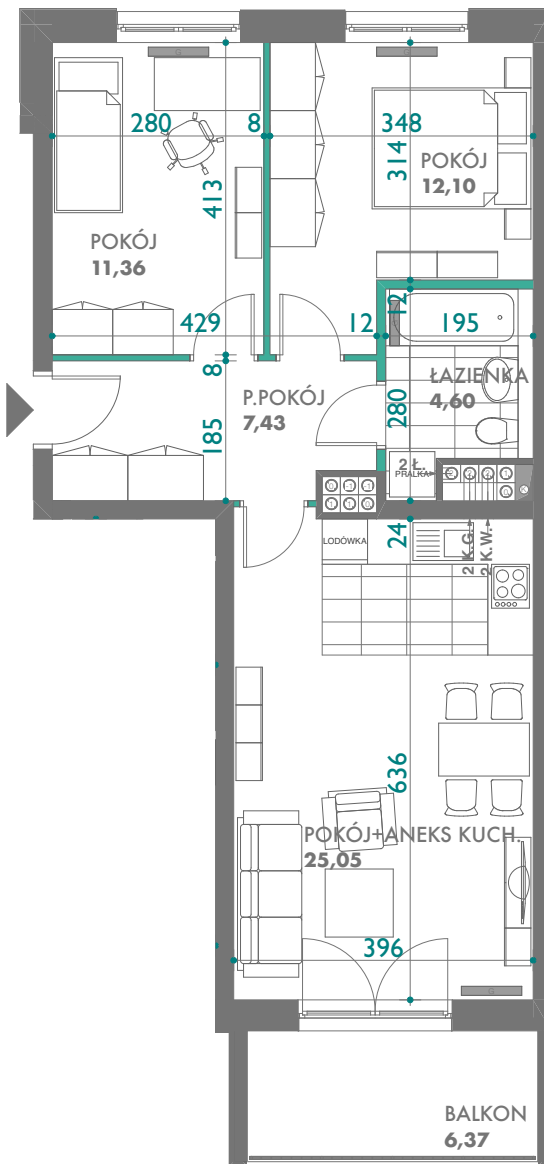 280
8
348
314
POKÓJ
12,10
413
POKÓJ
11,36
429
12
12
195
8
ŁAZIENKA
4,60
P.POKÓJ
7,43
280
185
2 Ł.
PRALKA
24
LODÓWKA
2 K.G.
2 K.W.
636
POKÓJ+ANEKS KUCH.
25,05
396
G
BALKON
6,37